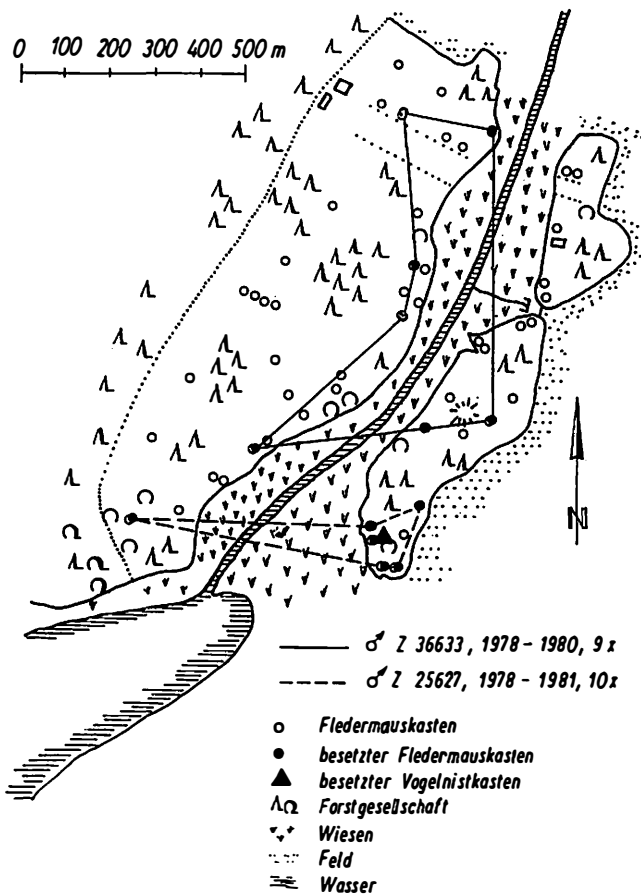 0 100 200 300 400 500 m
N
♂ Z 36633, 1978-1980, 9x
♂ Z 25627, 1978-1981, 10x
Fledermauskasten
besetzter Fledermauskasten
besetzter Vogelnistkasten
Forstgesellschaft
Wiesen
Feld
Wasser